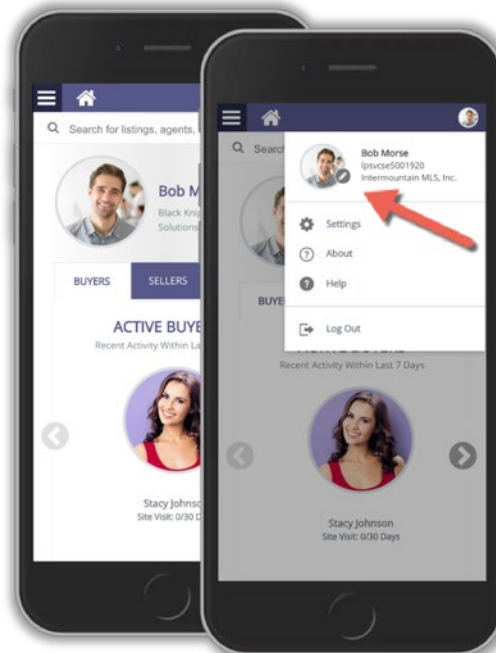 Search for listings, agents,
Bob M
Black Kni
Solutions
BUYERS
SELLERS
ACTIVE BUYE
Recent Activity Within La
Stacy Johnso
Site Visit: 0/30 D
Searc
Bob Morse
lpsvcse5001920
Intermountain MLS, Inc.
Settings
About
Help
Log Out
BUYE
Recent Activity Within Last 7 Days
Stacy Johnson
Site Visit: 0/30 Days